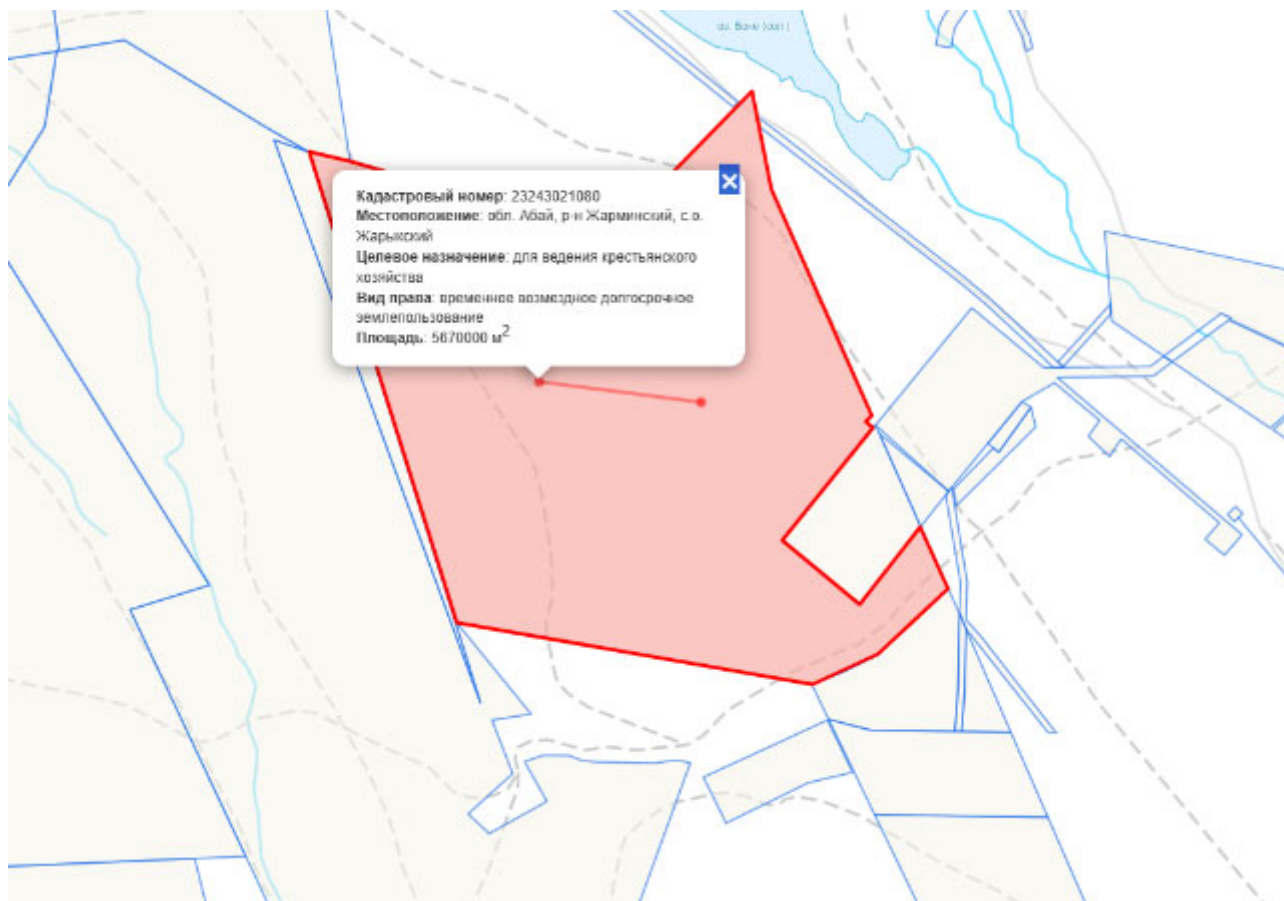 Кадастровый номер: 23243021080
Местоположение: обл. Абай, р-н Жарминский, с.о.
Жарыкский
Целевое назначение: для ведения крестьянского
хозяйства
Вид права: временное возмездное долгосрочное
землепользование
Площадь: 5670000 м²